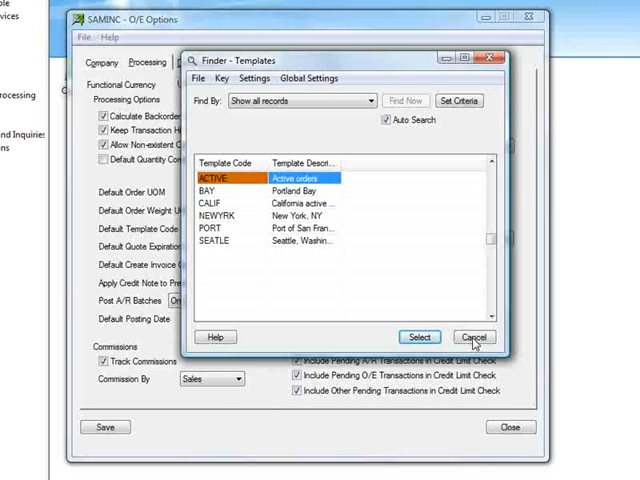 ervices
rocessing
nd Inquiries
ns
SAMINC - O/E Options
File Help
Company Processing
Functional Currency
Processing Options
Calculate Backorder
Keep Transaction Hi
Allow Non-existent C
Default Quantity Com
Default Order UOM
Default Order Weight U
Default Template Code
Default Quote Expiration
Default Create Invoice
Apply Credit Note to Pre
Post A/R Batches On
Default Posting Date
Commissions
Track Commissions
Commission By Sales
Include Pending A/R Transactions in Credit Limit Check
Include Pending O/E Transactions in Credit Limit Check
Include Other Pending Transactions in Credit Limit Check
Save Close
Finder - Templates
File Key Settings Global Settings
Find By: Show all records Find Now Set Criteria
Auto Search
Template Code Template Descri...
ACTIVE Active orders
BAY Portland Bay
CALIF California active ...
NEWYRK New York, NY
PORT Port of San Fran...
SEATLE Seattle, Washin...
Help Select Cancel